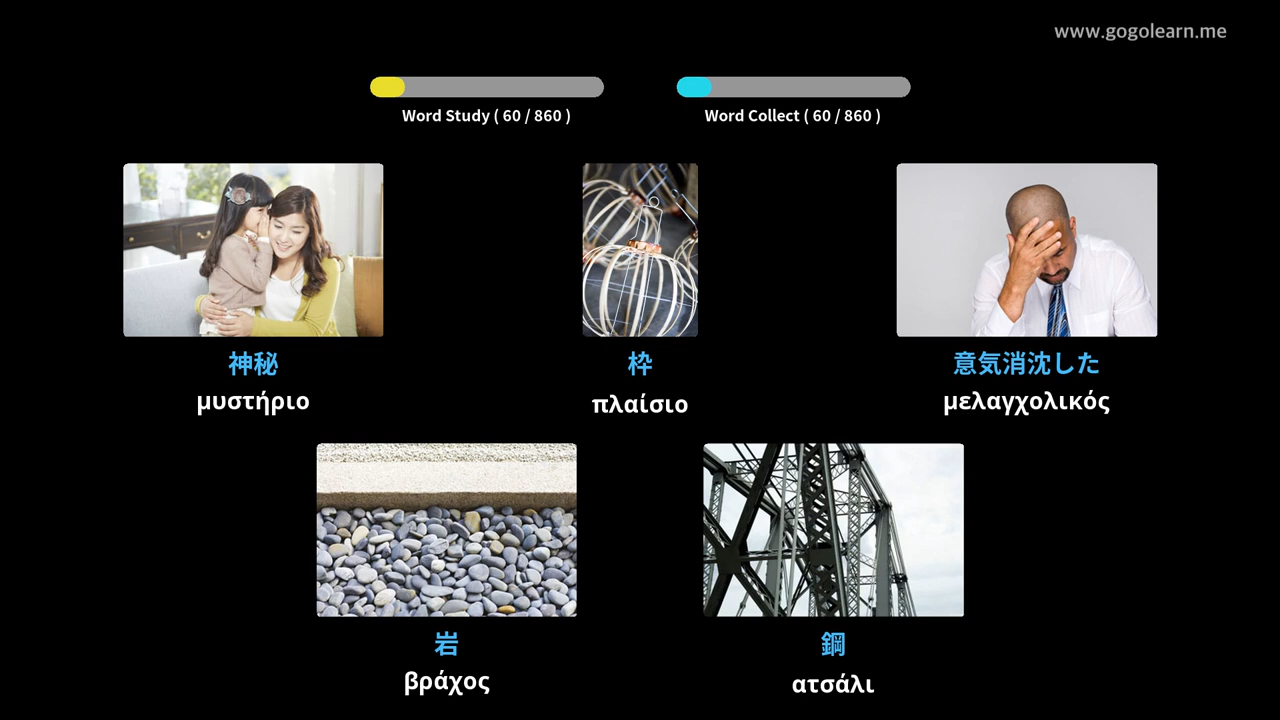 www.gogolearn.me
Word Study ( 60 / 860 )
Word Collect ( 60 / 860 )
神秘
μυστήριο
枠
πλαίσιο
意気消沈した
μελαγχολικός
岩
βράχος
鋼
ατσάλι